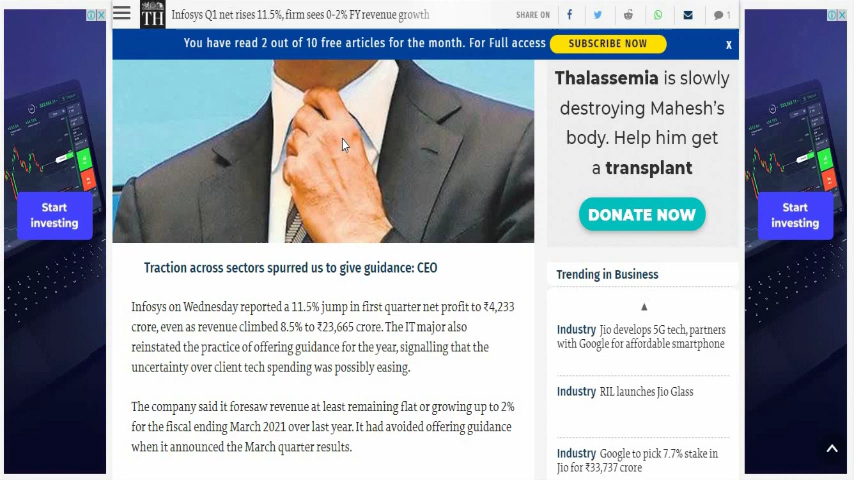 TH
Infosys Q1 net rises 11.5%, firm sees 0-2% FY revenue growth
SHARE ON
1
You have read 2 out of 10 free articles for the month. For Full access
SUBSCRIBE NOW
X
Start
investing
Traction across sectors spurred us to give guidance: CEO
Infosys on Wednesday reported a 11.5% jump in first quarter net profit to ₹4,233
crore, even as revenue climbed 8.5% to ₹23,665 crore. The IT major also
reinstated the practice of offering guidance for the year, signalling that the
uncertainty over client tech spending was possibly easing.
The company said it foresaw revenue at least remaining flat or growing up to 2%
for the fiscal ending March 2021 over last year. It had avoided offering guidance
when it announced the March quarter results.
Thalassemia is slowly
destroying Mahesh's
body. Help him get
a transplant
DONATE NOW
Trending in Business
Industry Jio develops 5G tech, partners
with Google for affordable smartphone
Industry RIL launches Jio Glass
Industry Google to pick 7.7% stake in
Jio for ₹33,737 crore
Start
investing